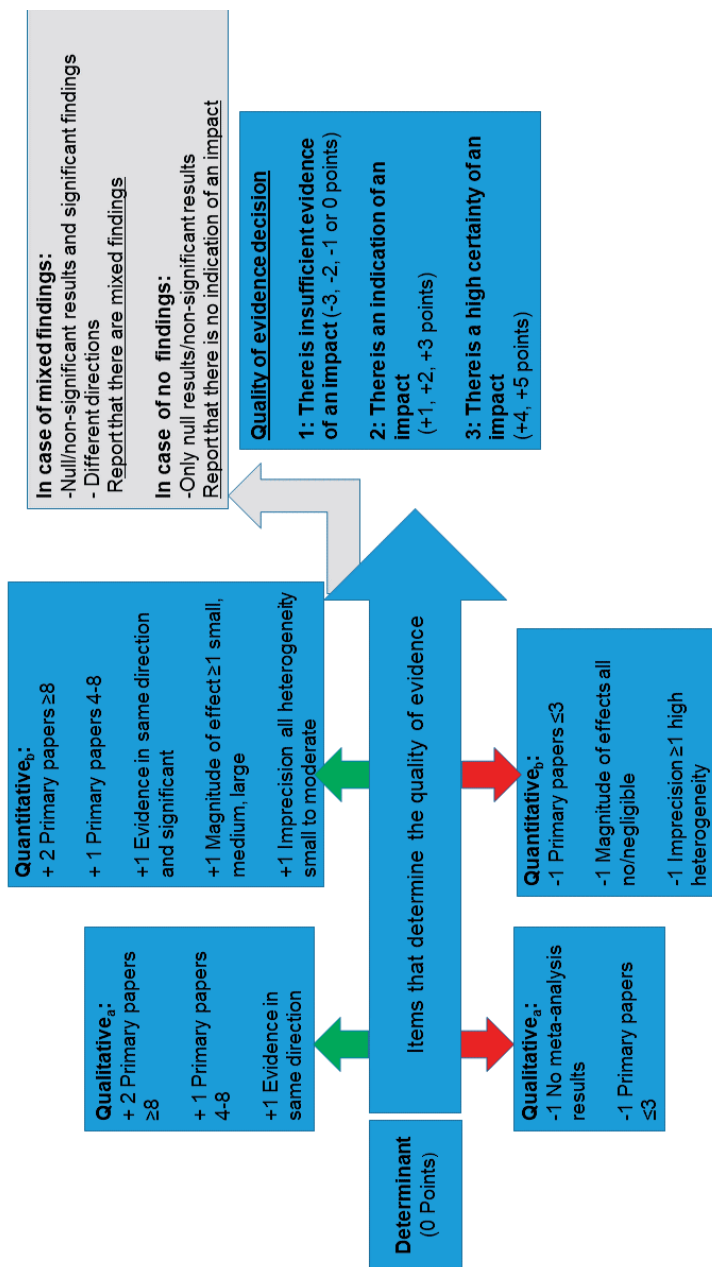 Determinant
(0 Points)
Items that determine the quality of evidence
Qualitativea:
+ 2 Primary papers
≥8
+ 1 Primary papers
4-8
+1 Evidence in
same direction
Quantitativeb:
+ 2 Primary papers ≥8
+ 1 Primary papers 4-8
+1 Evidence in same direction
and significant
+1 Magnitude of effect ≥1 small,
medium, large
+1 Imprecision all heterogeneity
small to moderate
Qualitativea:
-1 No meta-analysis
results
-1 Primary papers
≤3
Quantitativeb:
-1 Primary papers ≤3
-1 Magnitude of effects all
no/negligible
-1 Imprecision ≥1 high
heterogeneity
In case of mixed findings:
-Null/non-significant results and significant findings
- Different directions
Report that there are mixed findings
In case of no findings:
-Only null results/non-significant results
Report that there is no indication of an impact
Quality of evidence decision
1: There is insufficient evidence
of an impact (-3, -2, -1 or 0 points)
2: There is an indication of an
impact
(+1, +2, +3 points)
3: There is a high certainty of an
impact
(+4, +5 points)